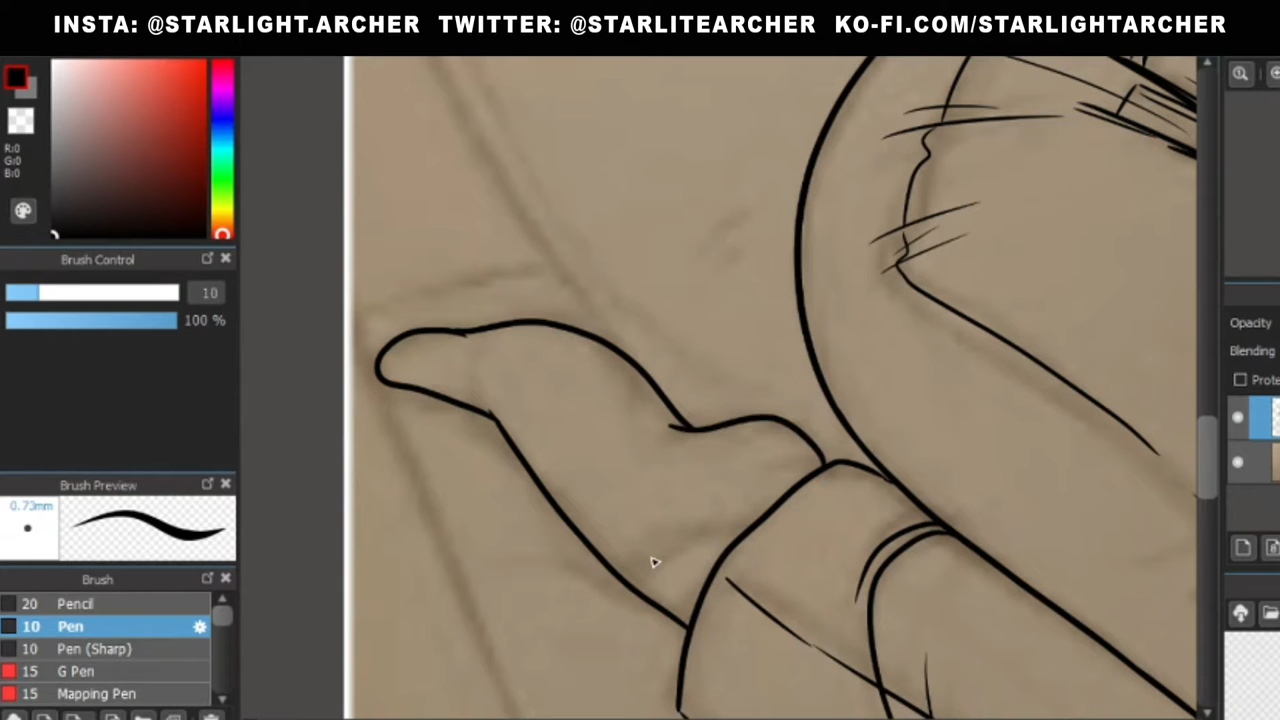 INSTA: @STARLIGHT.ARCHER TWITTER: @STARLITEARCHER KO-FI.COM/STARLIGHTARCHER
R:0
G:0
B:0
Brush Control
10
100 %
Brush Preview
0.73mm
Brush
20 Pencil
10 Pen
10 Pen (Sharp)
15 G Pen
15 Mapping Pen
Opacity
Blending